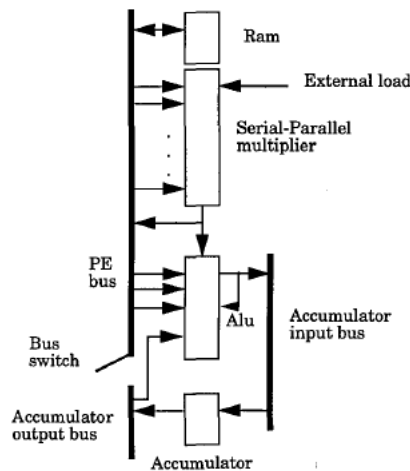 Ram
External load
Serial-Parallel
multiplier
PE
bus
Alu
Accumulator
input bus
Bus
switch
Accumulator
output bus
Accumulator